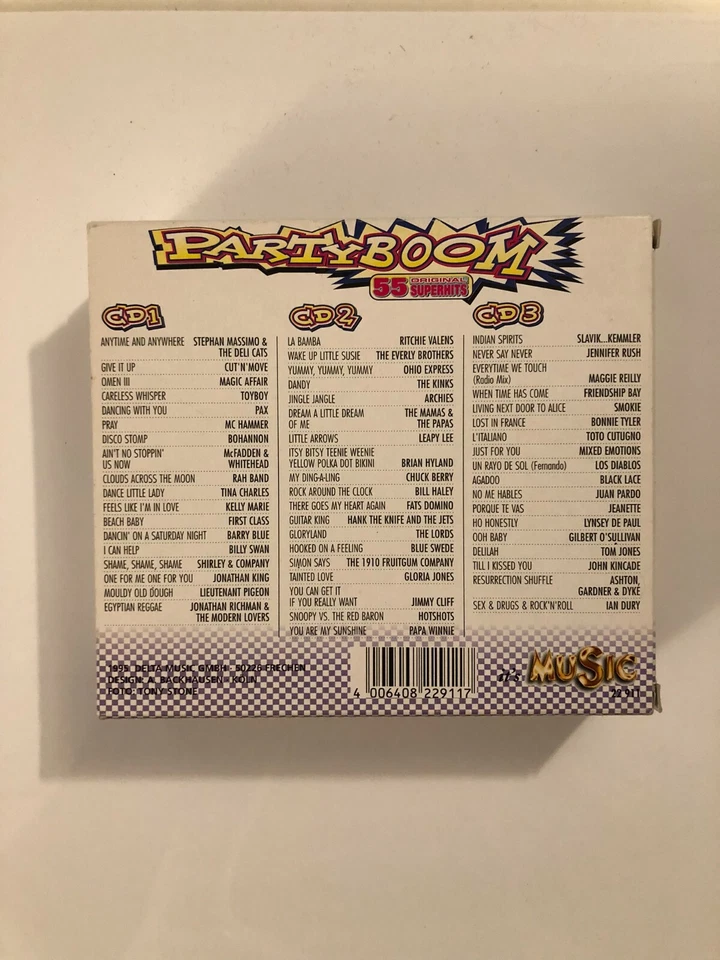 PARTYBOOM
55 ORIGINAL SUPERHITS
CD1
ANYTIME AND ANYWHERE STEPHAN MASSIMO &
THE DELI CATS
GIVE IT UP CUT'N'MOVE
OMEN III MAGIC AFFAIR
CARELESS WHISPER TOYBOY
DANCING WITH YOU PAX
PRAY MC HAMMER
DISCO STOMP BOHANNON
AIN'T NO STOPPIN' McFADDEN &
US NOW WHITEHEAD
CLOUDS ACROSS THE MOON RAH BAND
DANCE LITTLE LADY TINA CHARLES
FEELS LIKE I'M IN LOVE KELLY MARIE
BEACH BABY FIRST CLASS
DANCIN' ON A SATURDAY NIGHT BARRY BLUE
I CAN HELP BILLY SWAN
SHAME, SHAME, SHAME SHIRLEY & COMPANY
ONE FOR ME ONE FOR YOU JONATHAN KING
MOULDY OLD DOUGH LIEUTENANT PIGEON
EGYPTIAN REGGAE JONATHAN RICHMAN &
THE MODERN LOVERS
CD2
LA BAMBA RITCHIE VALENS
WAKE UP LITTLE SUSIE THE EVERLY BROTHERS
YUMMY, YUMMY, YUMMY OHIO EXPRESS
DANDY THE KINKS
JINGLE JANGLE ARCHIES
DREAM A LITTLE DREAM THE MAMAS &
OF ME THE PAPAS
LITTLE ARROWS LEAPY LEE
ITSY BITSY TEENIE WEENIE
YELLOW POLKA DOT BIKINI BRIAN HYLAND
MY DING-A-LING CHUCK BERRY
ROCK AROUND THE CLOCK BILL HALEY
THERE GOES MY HEART AGAIN FATS DOMINO
GUITAR KING HANK THE KNIFE AND THE JETS
GLORYLAND THE LORDS
HOOKED ON A FEELING BLUE SWEDE
SIMON SAYS THE 1910 FRUITGUM COMPANY
TAINTED LOVE GLORIA JONES
YOU CAN GET IT
IF YOU REALLY WANT JIMMY CLIFF
SNOOPY VS. THE RED BARON HOTSHOTS
YOU ARE MY SUNSHINE PAPA WINNIE
CD3
INDIAN SPIRITS SLAVIK...KEMMLER
NEVER SAY NEVER JENNIFER RUSH
EVERYTIME WE TOUCH
(Radio Mix) MAGGIE REILLY
WHEN TIME HAS COME FRIENDSHIP BAY
LIVING NEXT DOOR TO ALICE SMOKIE
LOST IN FRANCE BONNIE TYLER
L'ITALIANO TOTO CUTUGNO
JUST FOR YOU MIXED EMOTIONS
UN RAYO DE SOL (Fernando) LOS DIABLOS
AGADOO BLACK LACE
NO ME HABLES JUAN PARDO
PORQUE TE VAS JEANETTE
HO HONESTLY LYNSEY DE PAUL
OOH BABY GILBERT O'SULLIVAN
DELILAH TOM JONES
TILL I KISSED YOU JOHN KINCADE
RESURRECTION SHUFFLE ASHTON,
GARDNER & DYKE
SEX & DRUGS & ROCK'N'ROLL IAN DURY
1995 DELTA MUSIC GMBH - 50226 FRECHEN
DESIGN: A. BACKHAUSEN - KÖLN
FOTO: TONY STONE
4 006408 229117
it's MUSIC
22 911